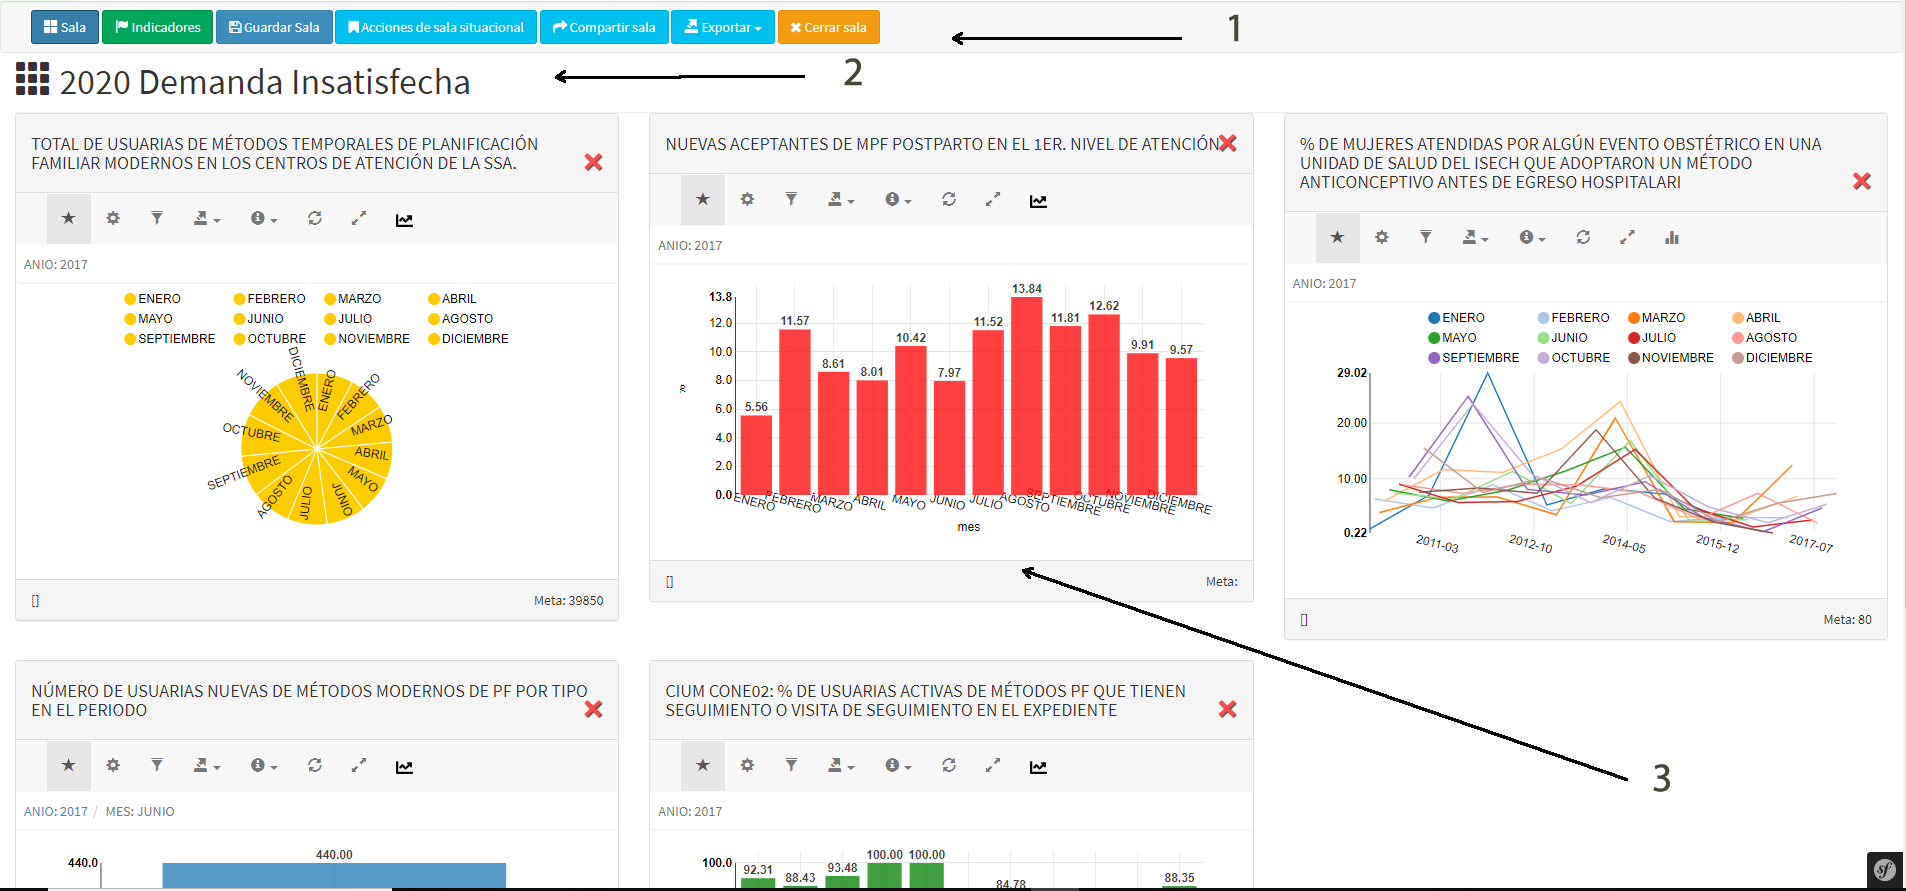 Sala
Indicadores
Guardar Sala
Acciones de sala situacional
Compartir sala
Exportar
Cerrar sala
1
2020 Demanda Insatisfecha
2
TOTAL DE USUARIAS DE MÉTODOS TEMPORALES DE PLANIFICACIÓN
FAMILIAR MODERNOS EN LOS CENTROS DE ATENCIÓN DE LA SSA.
ANIO: 2017
ENERO FEBRERO MARZO ABRIL
MAYO JUNIO JULIO AGOSTO
SEPTIEMBRE OCTUBRE NOVIEMBRE DICIEMBRE
ENERO
FEBRERO
MARZO
ABRIL
MAYO
JUNIO
JULIO
AGOSTO
SEPTIEMBRE
OCTUBRE
NOVIEMBRE
DICIEMBRE
[]
Meta: 39850
NUEVAS ACEPTANTES DE MPF POSTPARTO EN EL 1ER. NIVEL DE ATENCIÓN
ANIO: 2017
13.8
12.0
10.0
8.0
6.0
4.0
2.0
0.0
%
5.56
11.57
8.61
8.01
10.42
7.97
11.52
13.84
11.81
12.62
9.91
9.57
ENERO
FEBRERO
MARZO
ABRIL
MAYO
JUNIO
JULIO
AGOSTO
SEPTIEMBRE
OCTUBRE
NOVIEMBRE
DICIEMBRE
mes
[]
Meta:
% DE MUJERES ATENDIDAS POR ALGÚN EVENTO OBSTÉTRICO EN UNA
UNIDAD DE SALUD DEL ISECH QUE ADOPTARON UN MÉTODO
ANTICONCEPTIVO ANTES DE EGRESO HOSPITALARI
ANIO: 2017
ENERO FEBRERO MARZO ABRIL
MAYO JUNIO JULIO AGOSTO
SEPTIEMBRE OCTUBRE NOVIEMBRE DICIEMBRE
29.02
20.00
10.00
0.22
2011-03
2012-10
2014-05
2015-12
2017-07
[]
Meta: 80
NÚMERO DE USUARIAS NUEVAS DE MÉTODOS MODERNOS DE PF POR TIPO
EN EL PERIODO
ANIO: 2017 / MES: JUNIO
440.0
440.00
CIUM CONE02: % DE USUARIAS ACTIVAS DE MÉTODOS PF QUE TIENEN
SEGUIMIENTO O VISITA DE SEGUIMIENTO EN EL EXPEDIENTE
ANIO: 2017
100.0
92.31
88.43
93.48
100.00
100.00
84.78
88.35
3
sf